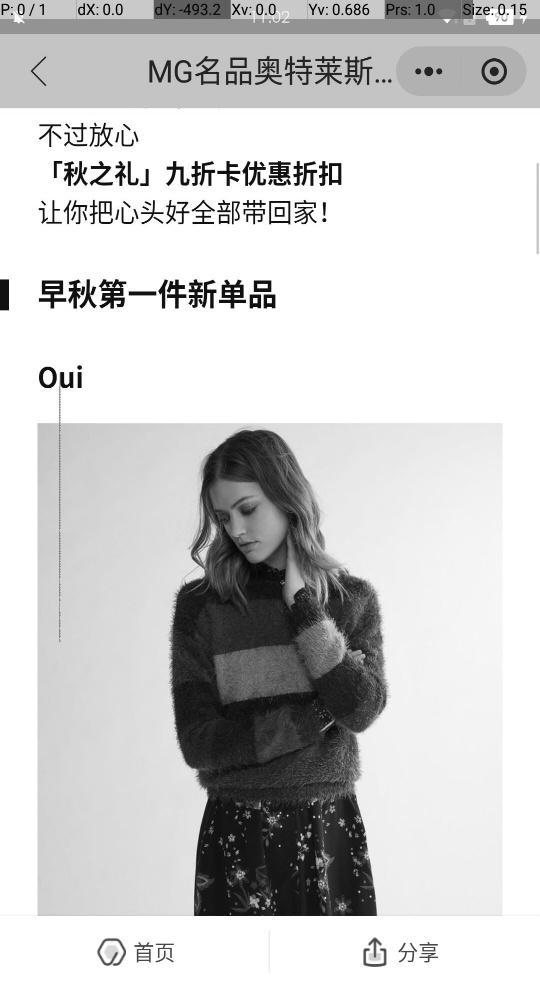 P: 0 / 1 dX: 0.0 dY: -493.2 Xv: 0.0 Yv: 0.686 Prs: 1.0 Size: 0.15
11:02
MG名品奥特莱斯...
不过放心
「秋之礼」九折卡优惠折扣
让你把心头好全部带回家！
早秋第一件新单品
Oui
首页
分享